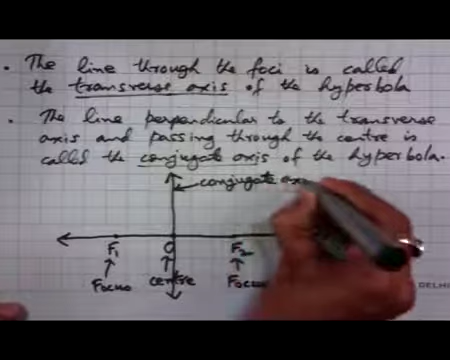 . The line through the foci is called
the transverse axis of the hyperbola
. The line perpendicular to the transverse
axis and passing through the centre is
called the conjugate axis of the hyperbola.
conjugate axi
F1 O F2
Focus centre Focus
DELHI